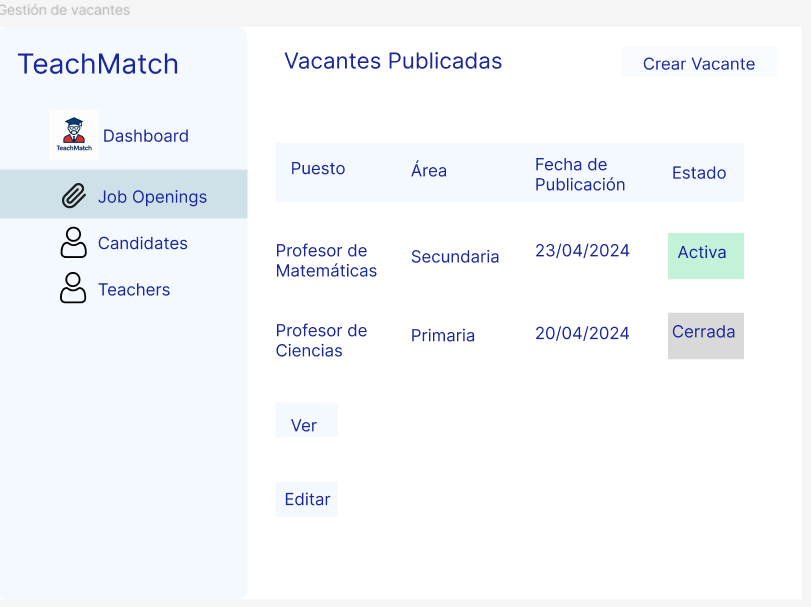 Gestión de vacantes
TeachMatch
Vacantes Publicadas
Crear Vacante
TeachMatch
Dashboard
Job Openings
Candidates
Teachers
Puesto
Área
Fecha de
Publicación
Estado
Profesor de
Matemáticas
Secundaria
23/04/2024
Activa
Profesor de
Ciencias
Primaria
20/04/2024
Cerrada
Ver
Editar